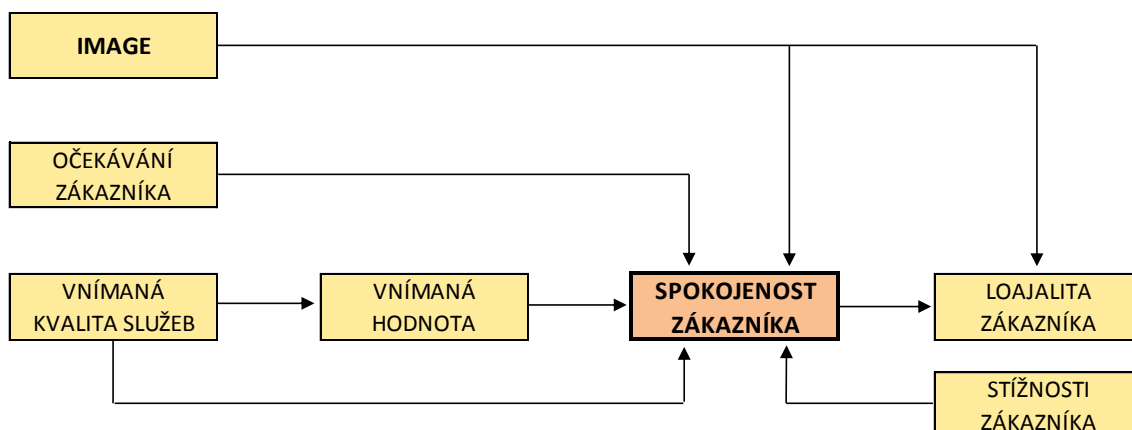 IMAGE
OČEKÁVÁNÍ
ZÁKAZNÍKA
VNÍMANÁ
KVALITA SLUŽEB
VNÍMANÁ
HODNOTA
SPOKOJENOST
ZÁKAZNÍKA
LOAJALITA
ZÁKAZNÍKA
STÍŽNOSTI
ZÁKAZNÍKA